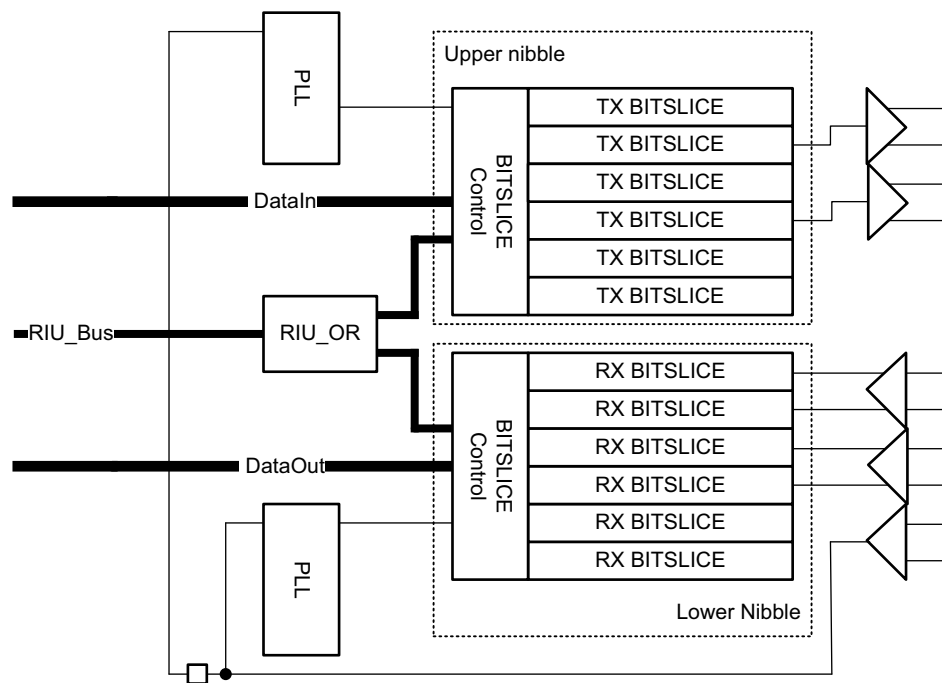 Upper nibble
PLL
BITSLICE
Control
TX BITSLICE
TX BITSLICE
TX BITSLICE
TX BITSLICE
TX BITSLICE
TX BITSLICE
DataIn
RIU_Bus
RIU_OR
BITSLICE
Control
RX BITSLICE
RX BITSLICE
RX BITSLICE
RX BITSLICE
RX BITSLICE
RX BITSLICE
DataOut
PLL
Lower Nibble